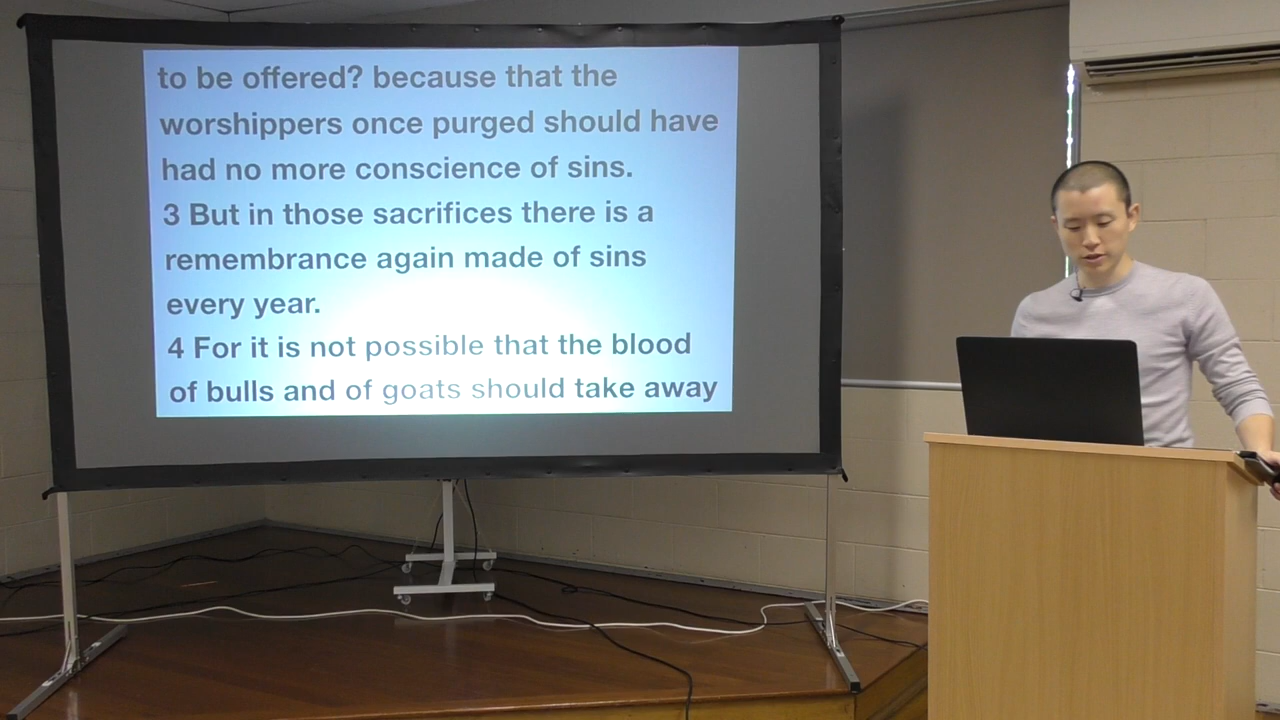 to be offered? because that the
worshippers once purged should have
had no more conscience of sins.
3 But in those sacrifices there is a
remembrance again made of sins
every year.
4 For it is not possible that the blood
of bulls and of goats should take away